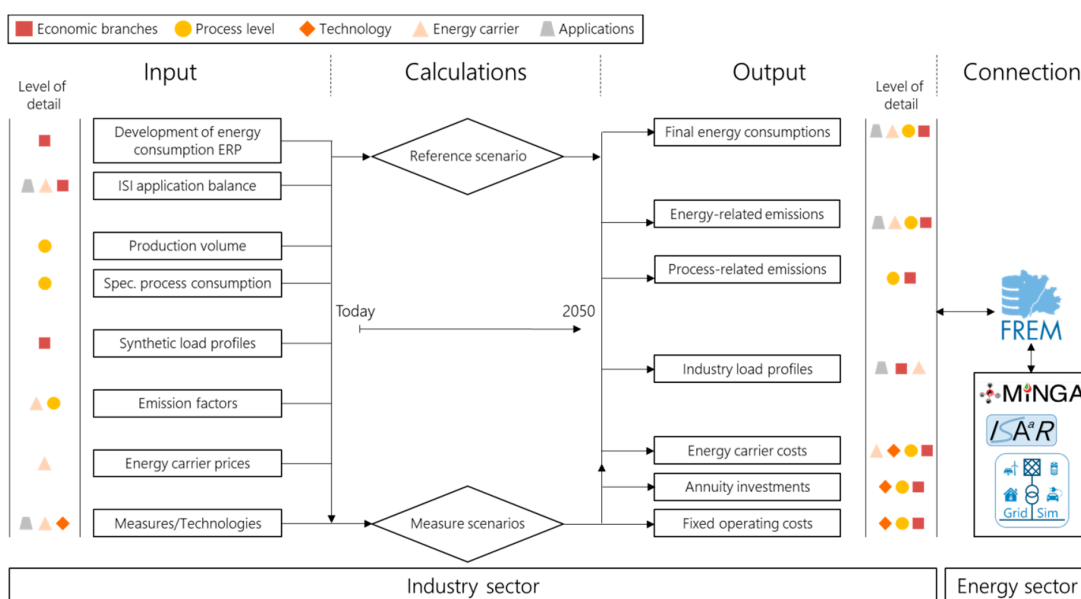 Economic branches
Process level
Technology
Energy carrier
Applications
Input
Calculations
Output
Connection
Level of
detail
Level of
detail
Development of energy
consumption ERP
ISI application balance
Production volume
Spec. process consumption
Synthetic load profiles
Emission factors
Energy carrier prices
Measures/Technologies
Reference scenario
Today
2050
Measure scenarios
Final energy consumptions
Energy-related emissions
Process-related emissions
Industry load profiles
Energy carrier costs
Annuity investments
Fixed operating costs
FREM
MiNGA
ISAaR
Grid Sim
Industry sector
Energy sector